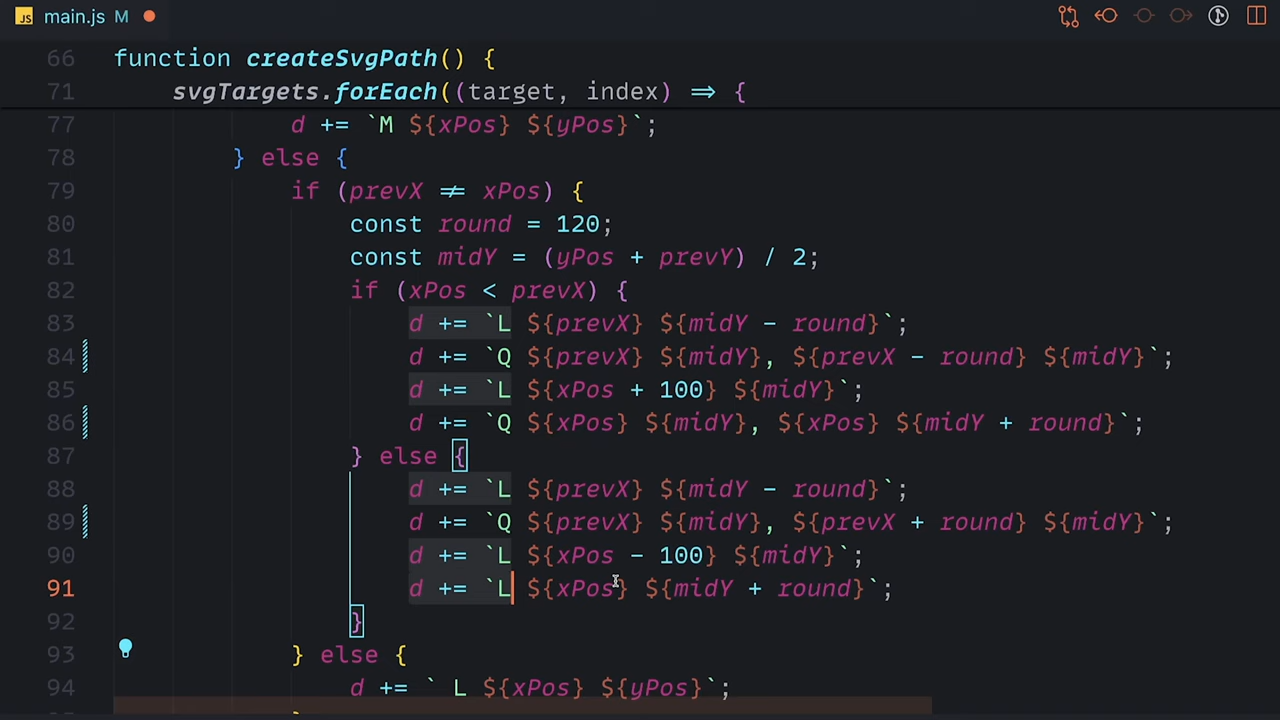 JS main.js M
66 function createSvgPath() {
71 svgTargets.forEach((target, index) ⇒ {
77 d += `M ${xPos} ${yPos}`;
78 } else {
79 if (prevX ≠ xPos) {
80 const round = 120;
81 const midY = (yPos + prevY) / 2;
82 if (xPos < prevX) {
83 d += `L ${prevX} ${midY - round}`;
84 d += `Q ${prevX} ${midY}, ${prevX - round} ${midY}`;
85 d += `L ${xPos + 100} ${midY}`;
86 d += `Q ${xPos} ${midY}, ${xPos} ${midY + round}`;
87 } else {
88 d += `L ${prevX} ${midY - round}`;
89 d += `Q ${prevX} ${midY}, ${prevX + round} ${midY}`;
90 d += `L ${xPos - 100} ${midY}`;
91 d += `L ${xPos} ${midY + round}`;
92 }
93 } else {
94 d += ` L ${xPos} ${yPos}`;